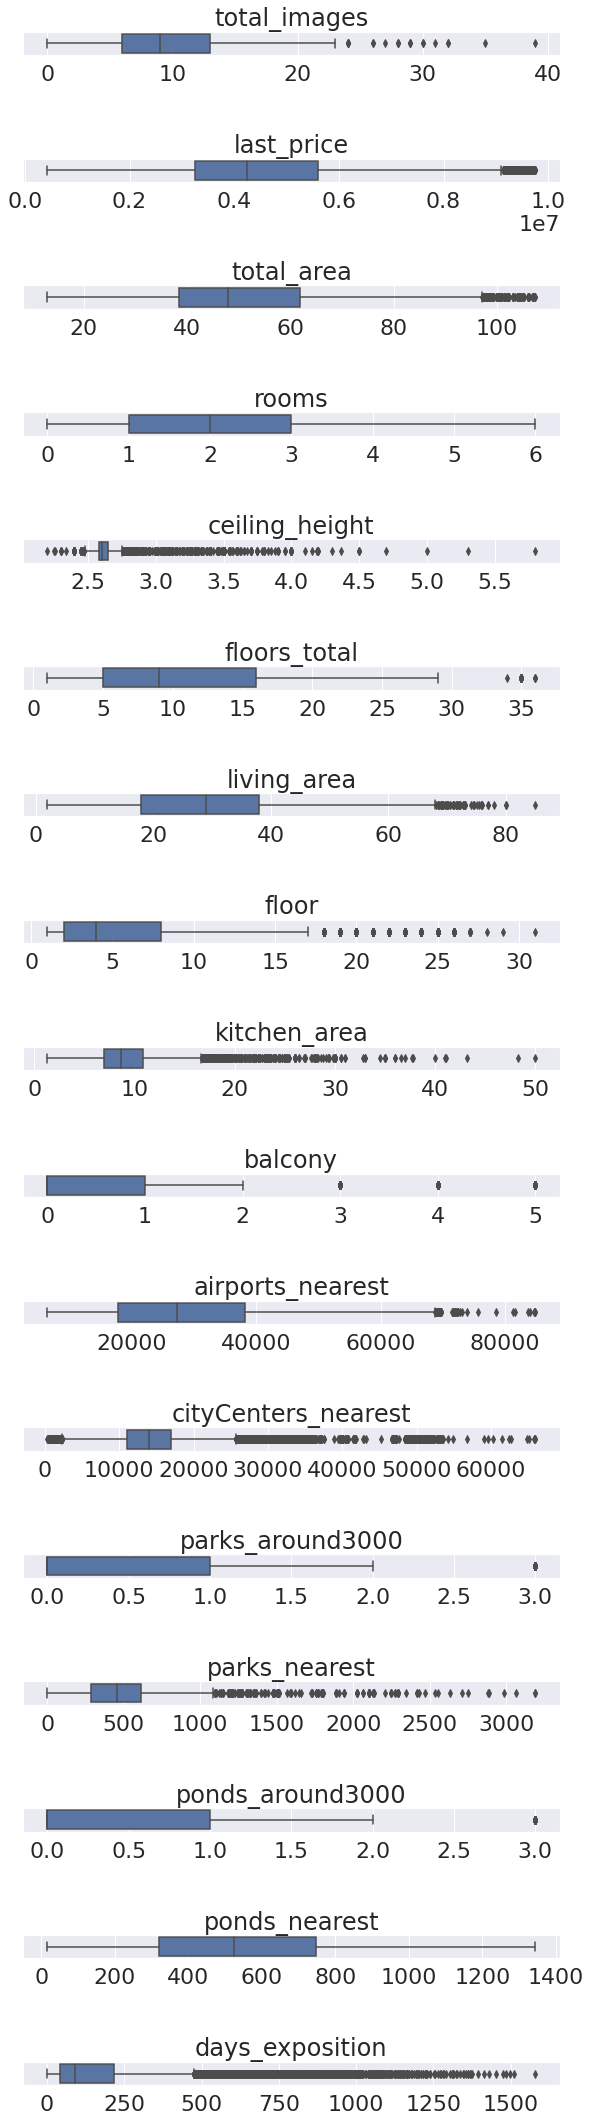 total_images
0 10 20 30 40
last_price
0.0 0.2 0.4 0.6 0.8 1.0
1e7
total_area
20 40 60 80 100
rooms
0 1 2 3 4 5 6
ceiling_height
2.5 3.0 3.5 4.0 4.5 5.0 5.5
floors_total
0 5 10 15 20 25 30 35
living_area
0 20 40 60 80
floor
0 5 10 15 20 25 30
kitchen_area
0 10 20 30 40 50
balcony
0 1 2 3 4 5
airports_nearest
20000 40000 60000 80000
cityCenters_nearest
0 10000 20000 30000 40000 50000 60000
parks_around3000
0.0 0.5 1.0 1.5 2.0 2.5 3.0
parks_nearest
0 500 1000 1500 2000 2500 3000
ponds_around3000
0.0 0.5 1.0 1.5 2.0 2.5 3.0
ponds_nearest
0 200 400 600 800 1000 1200 1400
days_exposition
0 250 500 750 1000 1250 1500